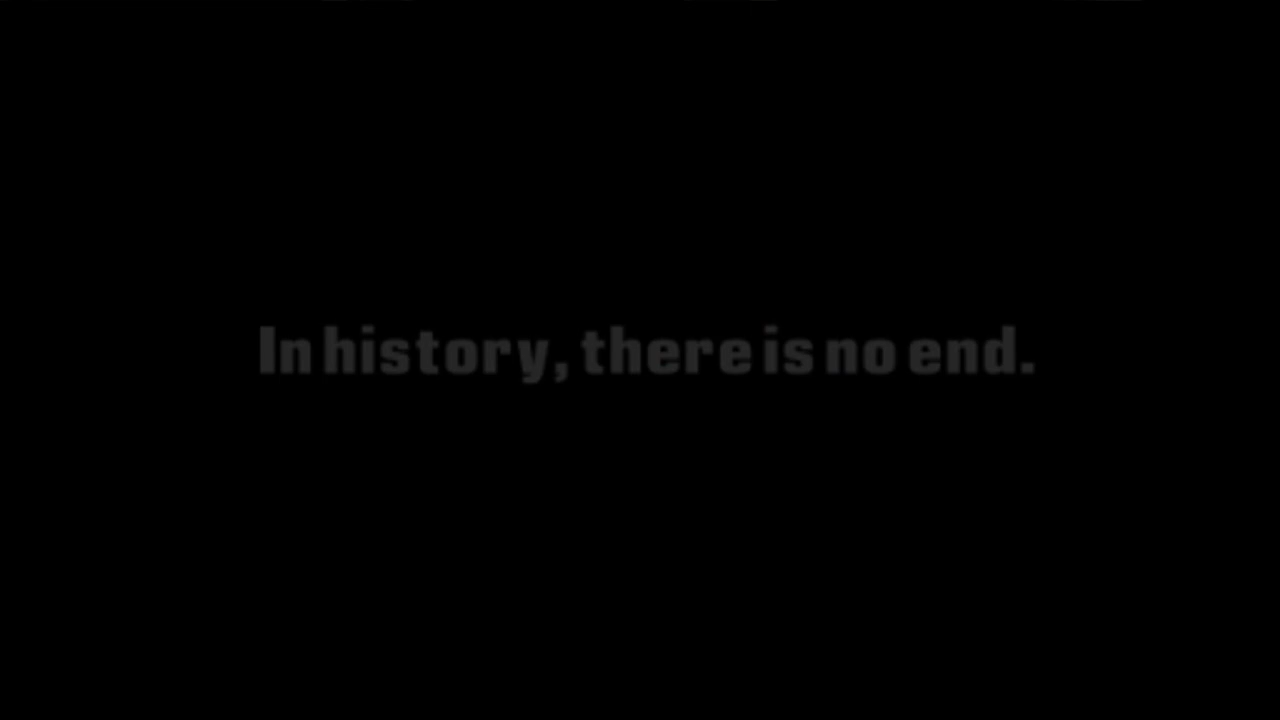 In history, there is no end.